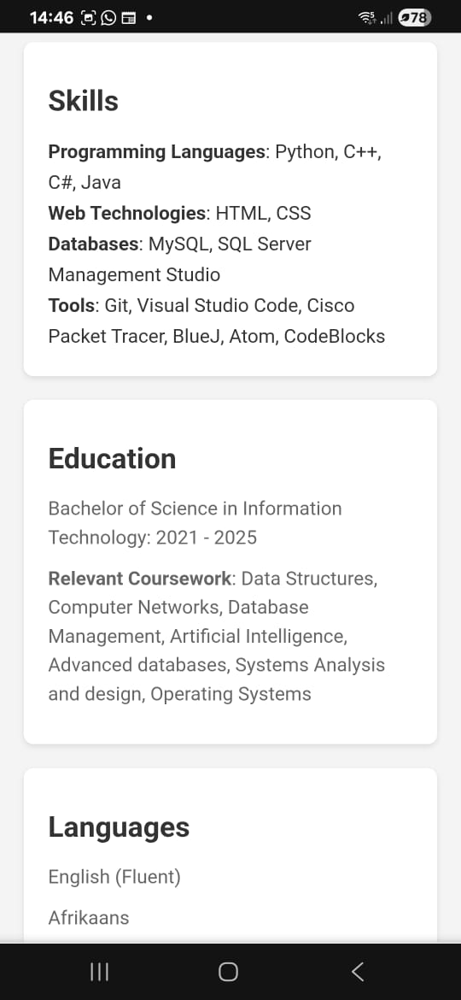 14:46
78
Skills
Programming Languages: Python, C++,
C#, Java
Web Technologies: HTML, CSS
Databases: MySQL, SQL Server
Management Studio
Tools: Git, Visual Studio Code, Cisco
Packet Tracer, BlueJ, Atom, CodeBlocks
Education
Bachelor of Science in Information
Technology: 2021 - 2025
Relevant Coursework: Data Structures,
Computer Networks, Database
Management, Artificial Intelligence,
Advanced databases, Systems Analysis
and design, Operating Systems
Languages
English (Fluent)
Afrikaans